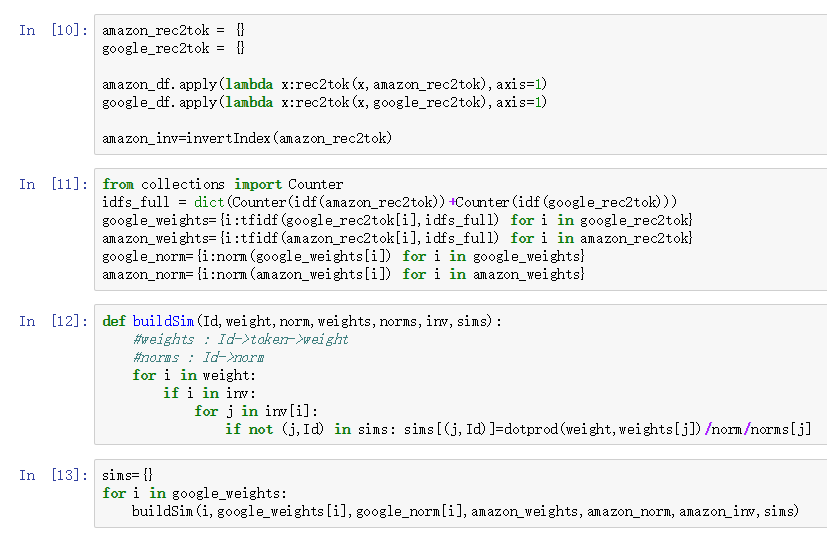 In [10]: amazon_rec2tok = {}
google_rec2tok = {}
amazon_df.apply(lambda x:rec2tok(x,amazon_rec2tok),axis=1)
google_df.apply(lambda x:rec2tok(x,google_rec2tok),axis=1)
amazon_inv=invertIndex(amazon_rec2tok)
In [11]: from collections import Counter
idfs_full = dict(Counter(idf(amazon_rec2tok))+Counter(idf(google_rec2tok)))
google_weights={i:tfidf(google_rec2tok[i],idfs_full) for i in google_rec2tok}
amazon_weights={i:tfidf(amazon_rec2tok[i],idfs_full) for i in amazon_rec2tok}
google_norm={i:norm(google_weights[i]) for i in google_weights}
amazon_norm={i:norm(amazon_weights[i]) for i in amazon_weights}
In [12]: def buildSim(Id,weight,norm,weights,norms,inv,sims):
    #weights : Id->token->weight
    #norms : Id->norm
    for i in weight:
        if i in inv:
            for j in inv[i]:
                if not (j,Id) in sims: sims[(j,Id)]=dotprod(weight,weights[j])/norm/norms[j]
In [13]: sims={}
for i in google_weights:
    buildSim(i,google_weights[i],google_norm[i],amazon_weights,amazon_norm,amazon_inv,sims)